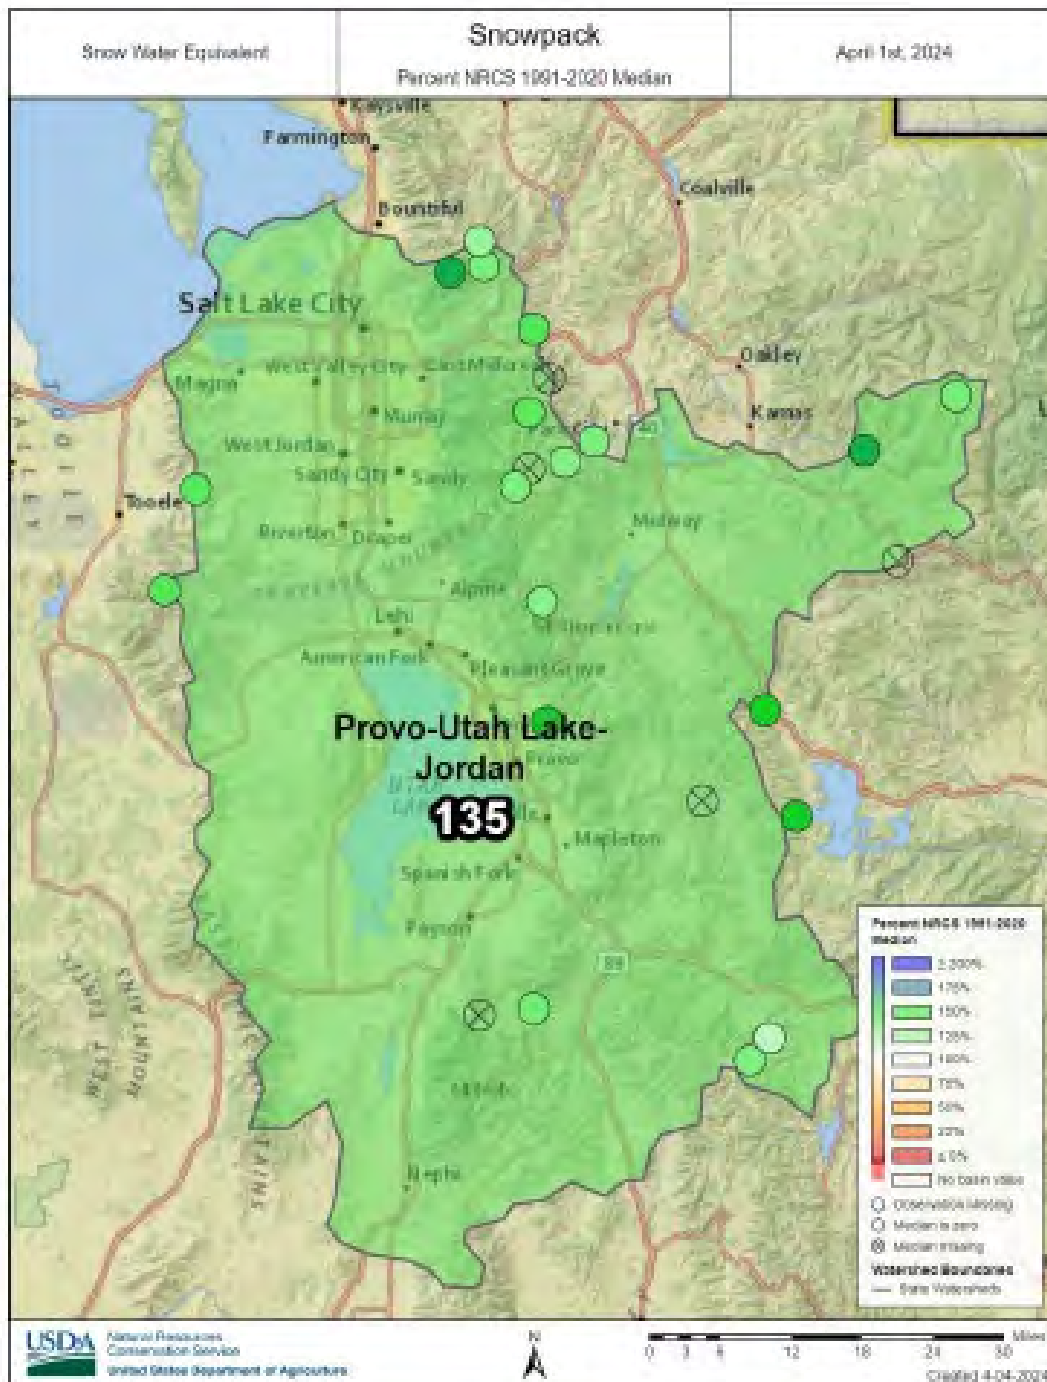 Snow Water Equivalent
Snowpack
Percent NRCS 1991-2020 Median
April 1st, 2024
Kaysville
Farmington
Coalville
Bountiful
Salt Lake City
Oakley
West Valley City
Magna
Kamas
Murray
West Jordan
Sandy City
Sandy
Tooele
Midway
Riverton
Draper
Alpine
Lehi
American Fork
Pleasant Grove
Provo-Utah Lake-
Jordan
Provo
135
Mapleton
Spanish Fork
Payson
89
MOUNTAINS
TAINS
Nephi
Percent NRCS 1991-2020
Median
≥ 200%
175%
150%
125%
100%
75%
50%
25%
≤ 0%
No basin value
Observation Missing
Median is zero
Median missing
Watershed Boundaries
State Watersheds
USDA
Natural Resources
Conservation Service
United States Department of Agriculture
N
Miles
0 3 6 12 18 24 30
Created 4-04-2024